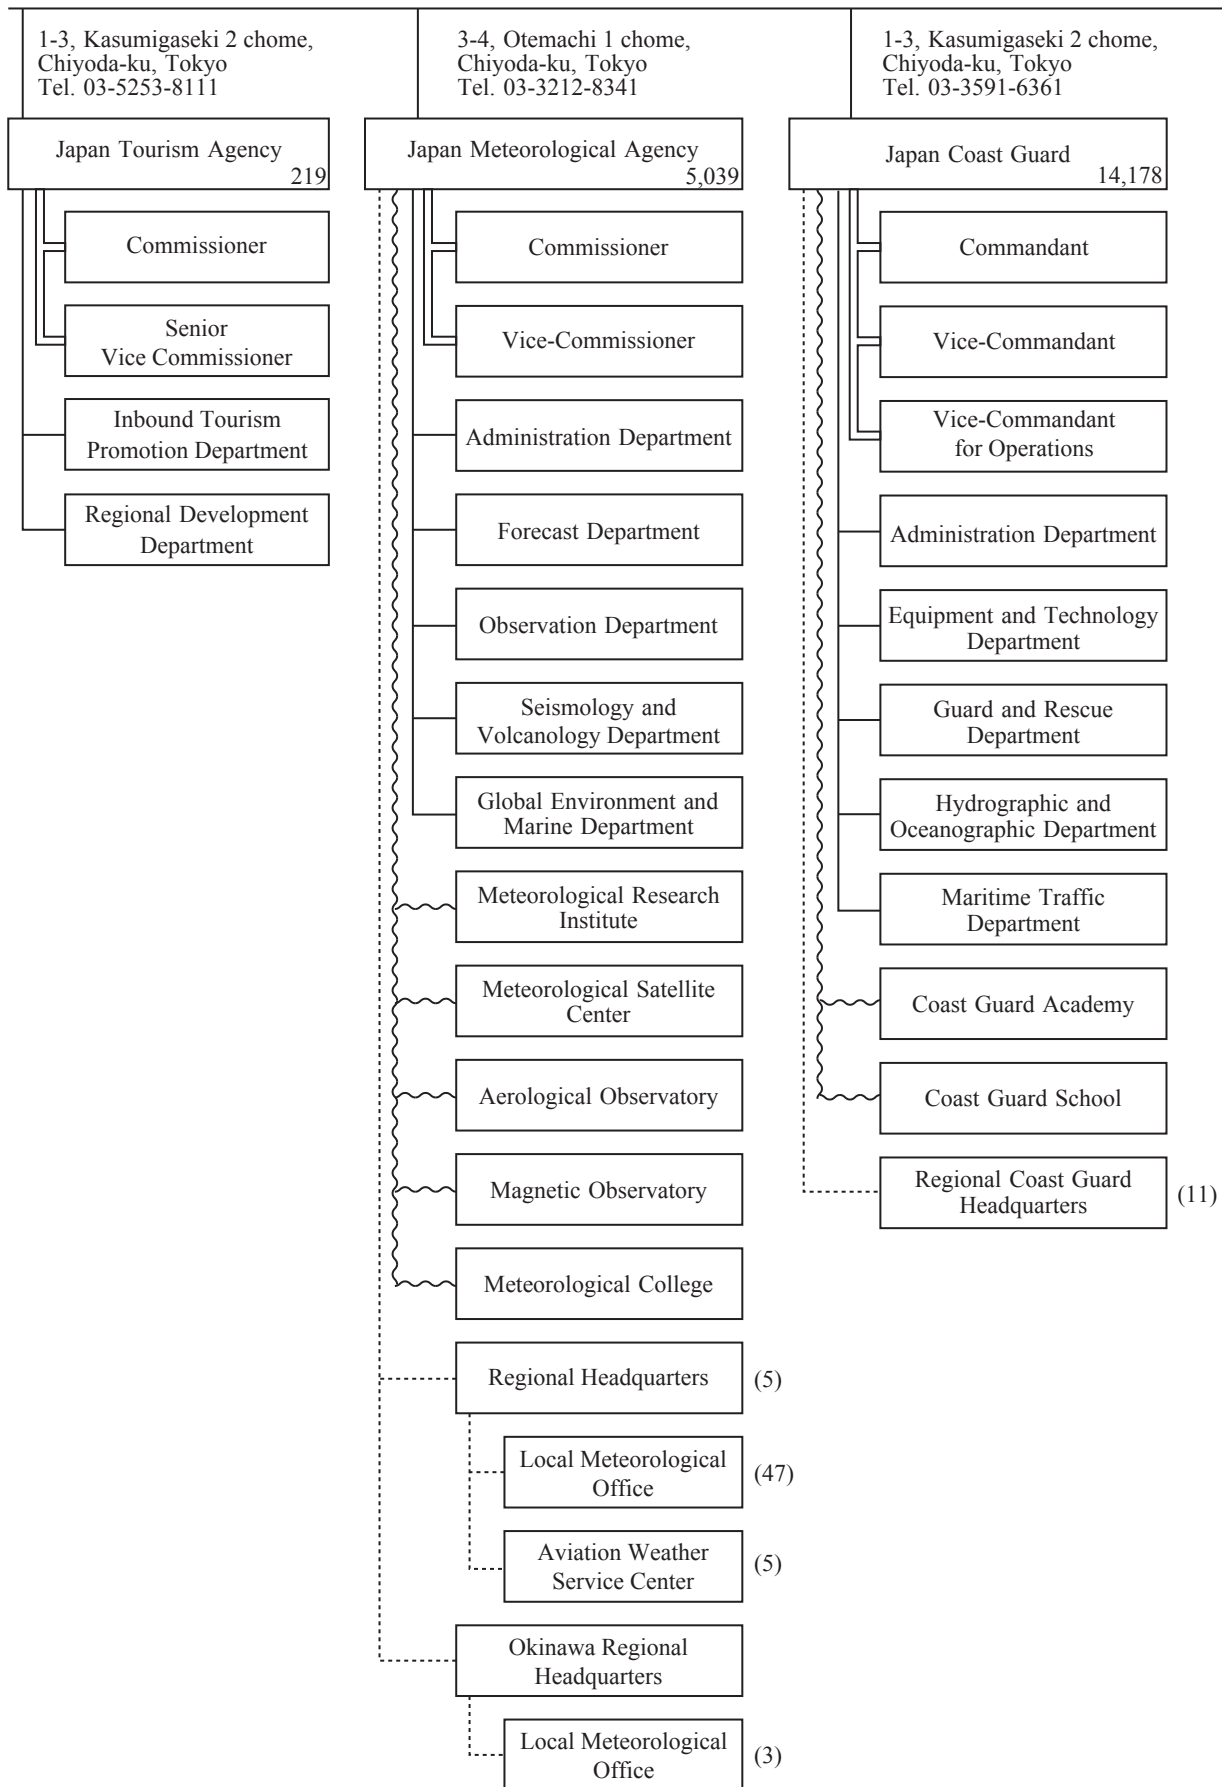 1-3, Kasumigaseki 2 chome,
Chiyoda-ku, Tokyo
Tel. 03-5253-8111
Japan Tourism Agency
219
Commissioner
Senior
Vice Commissioner
Inbound Tourism
Promotion Department
Regional Development
Department
3-4, Otemachi 1 chome,
Chiyoda-ku, Tokyo
Tel. 03-3212-8341
Japan Meteorological Agency
5,039
Commissioner
Vice-Commissioner
Administration Department
Forecast Department
Observation Department
Seismology and
Volcanology Department
Global Environment and
Marine Department
Meteorological Research
Institute
Meteorological Satellite
Center
Aerological Observatory
Magnetic Observatory
Meteorological College
Regional Headquarters
(5)
Local Meteorological
Office
(47)
Aviation Weather
Service Center
(5)
Okinawa Regional
Headquarters
Local Meteorological
Office
(3)
1-3, Kasumigaseki 2 chome,
Chiyoda-ku, Tokyo
Tel. 03-3591-6361
Japan Coast Guard
14,178
Commandant
Vice-Commandant
Vice-Commandant
for Operations
Administration Department
Equipment and Technology
Department
Guard and Rescue
Department
Hydrographic and
Oceanographic Department
Maritime Traffic
Department
Coast Guard Academy
Coast Guard School
Regional Coast Guard
Headquarters
(11)